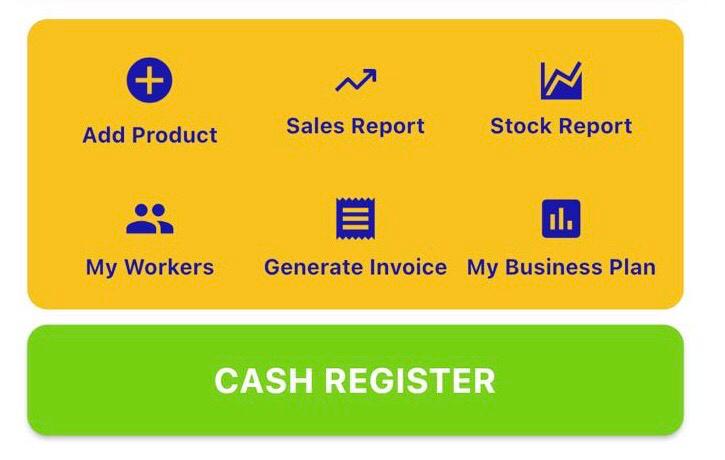 Add Product
Sales Report
Stock Report
My Workers
Generate Invoice
My Business Plan
CASH REGISTER